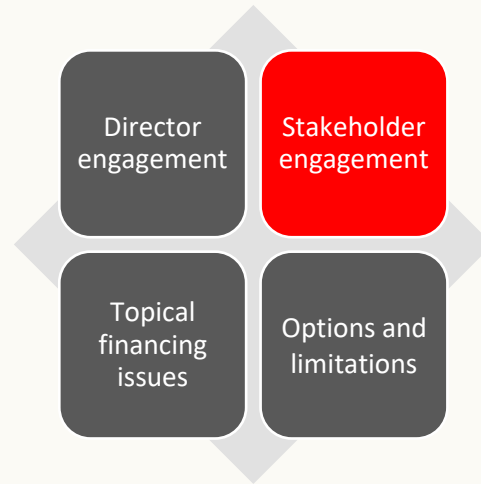 Director
engagement
Stakeholder
engagement
Topical
financing
issues
Options and
limitations